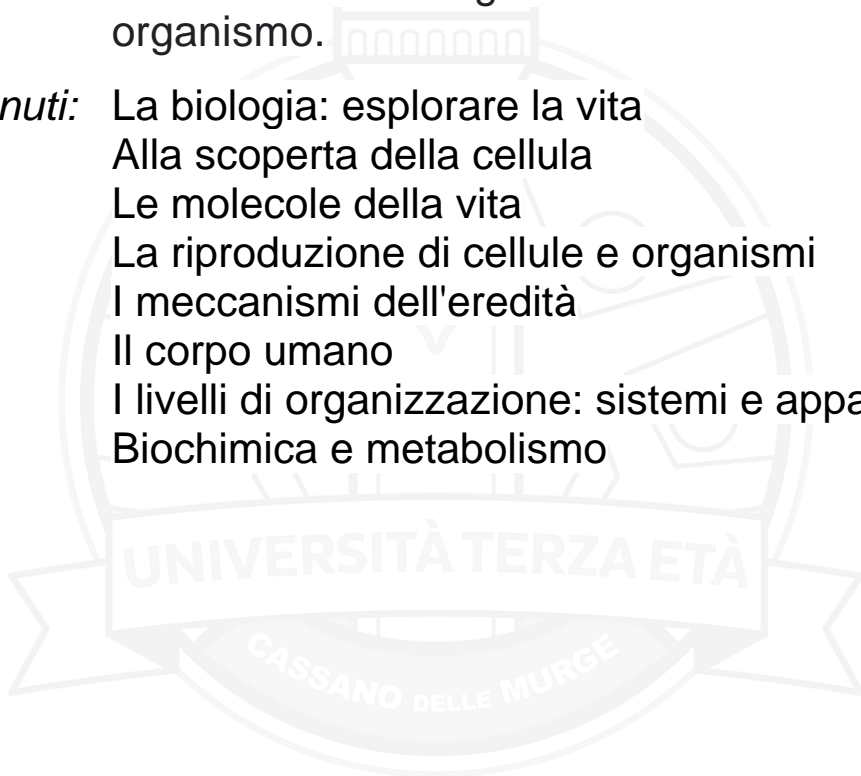 organismo.
nuti: La biologia: esplorare la vita
Alla scoperta della cellula
Le molecole della vita
La riproduzione di cellule e organismi
I meccanismi dell'eredità
Il corpo umano
I livelli di organizzazione: sistemi e appa
Biochimica e metabolismo
UNIVERSITÀ TERZA ETÀ
CASSANO DELLE MURGE